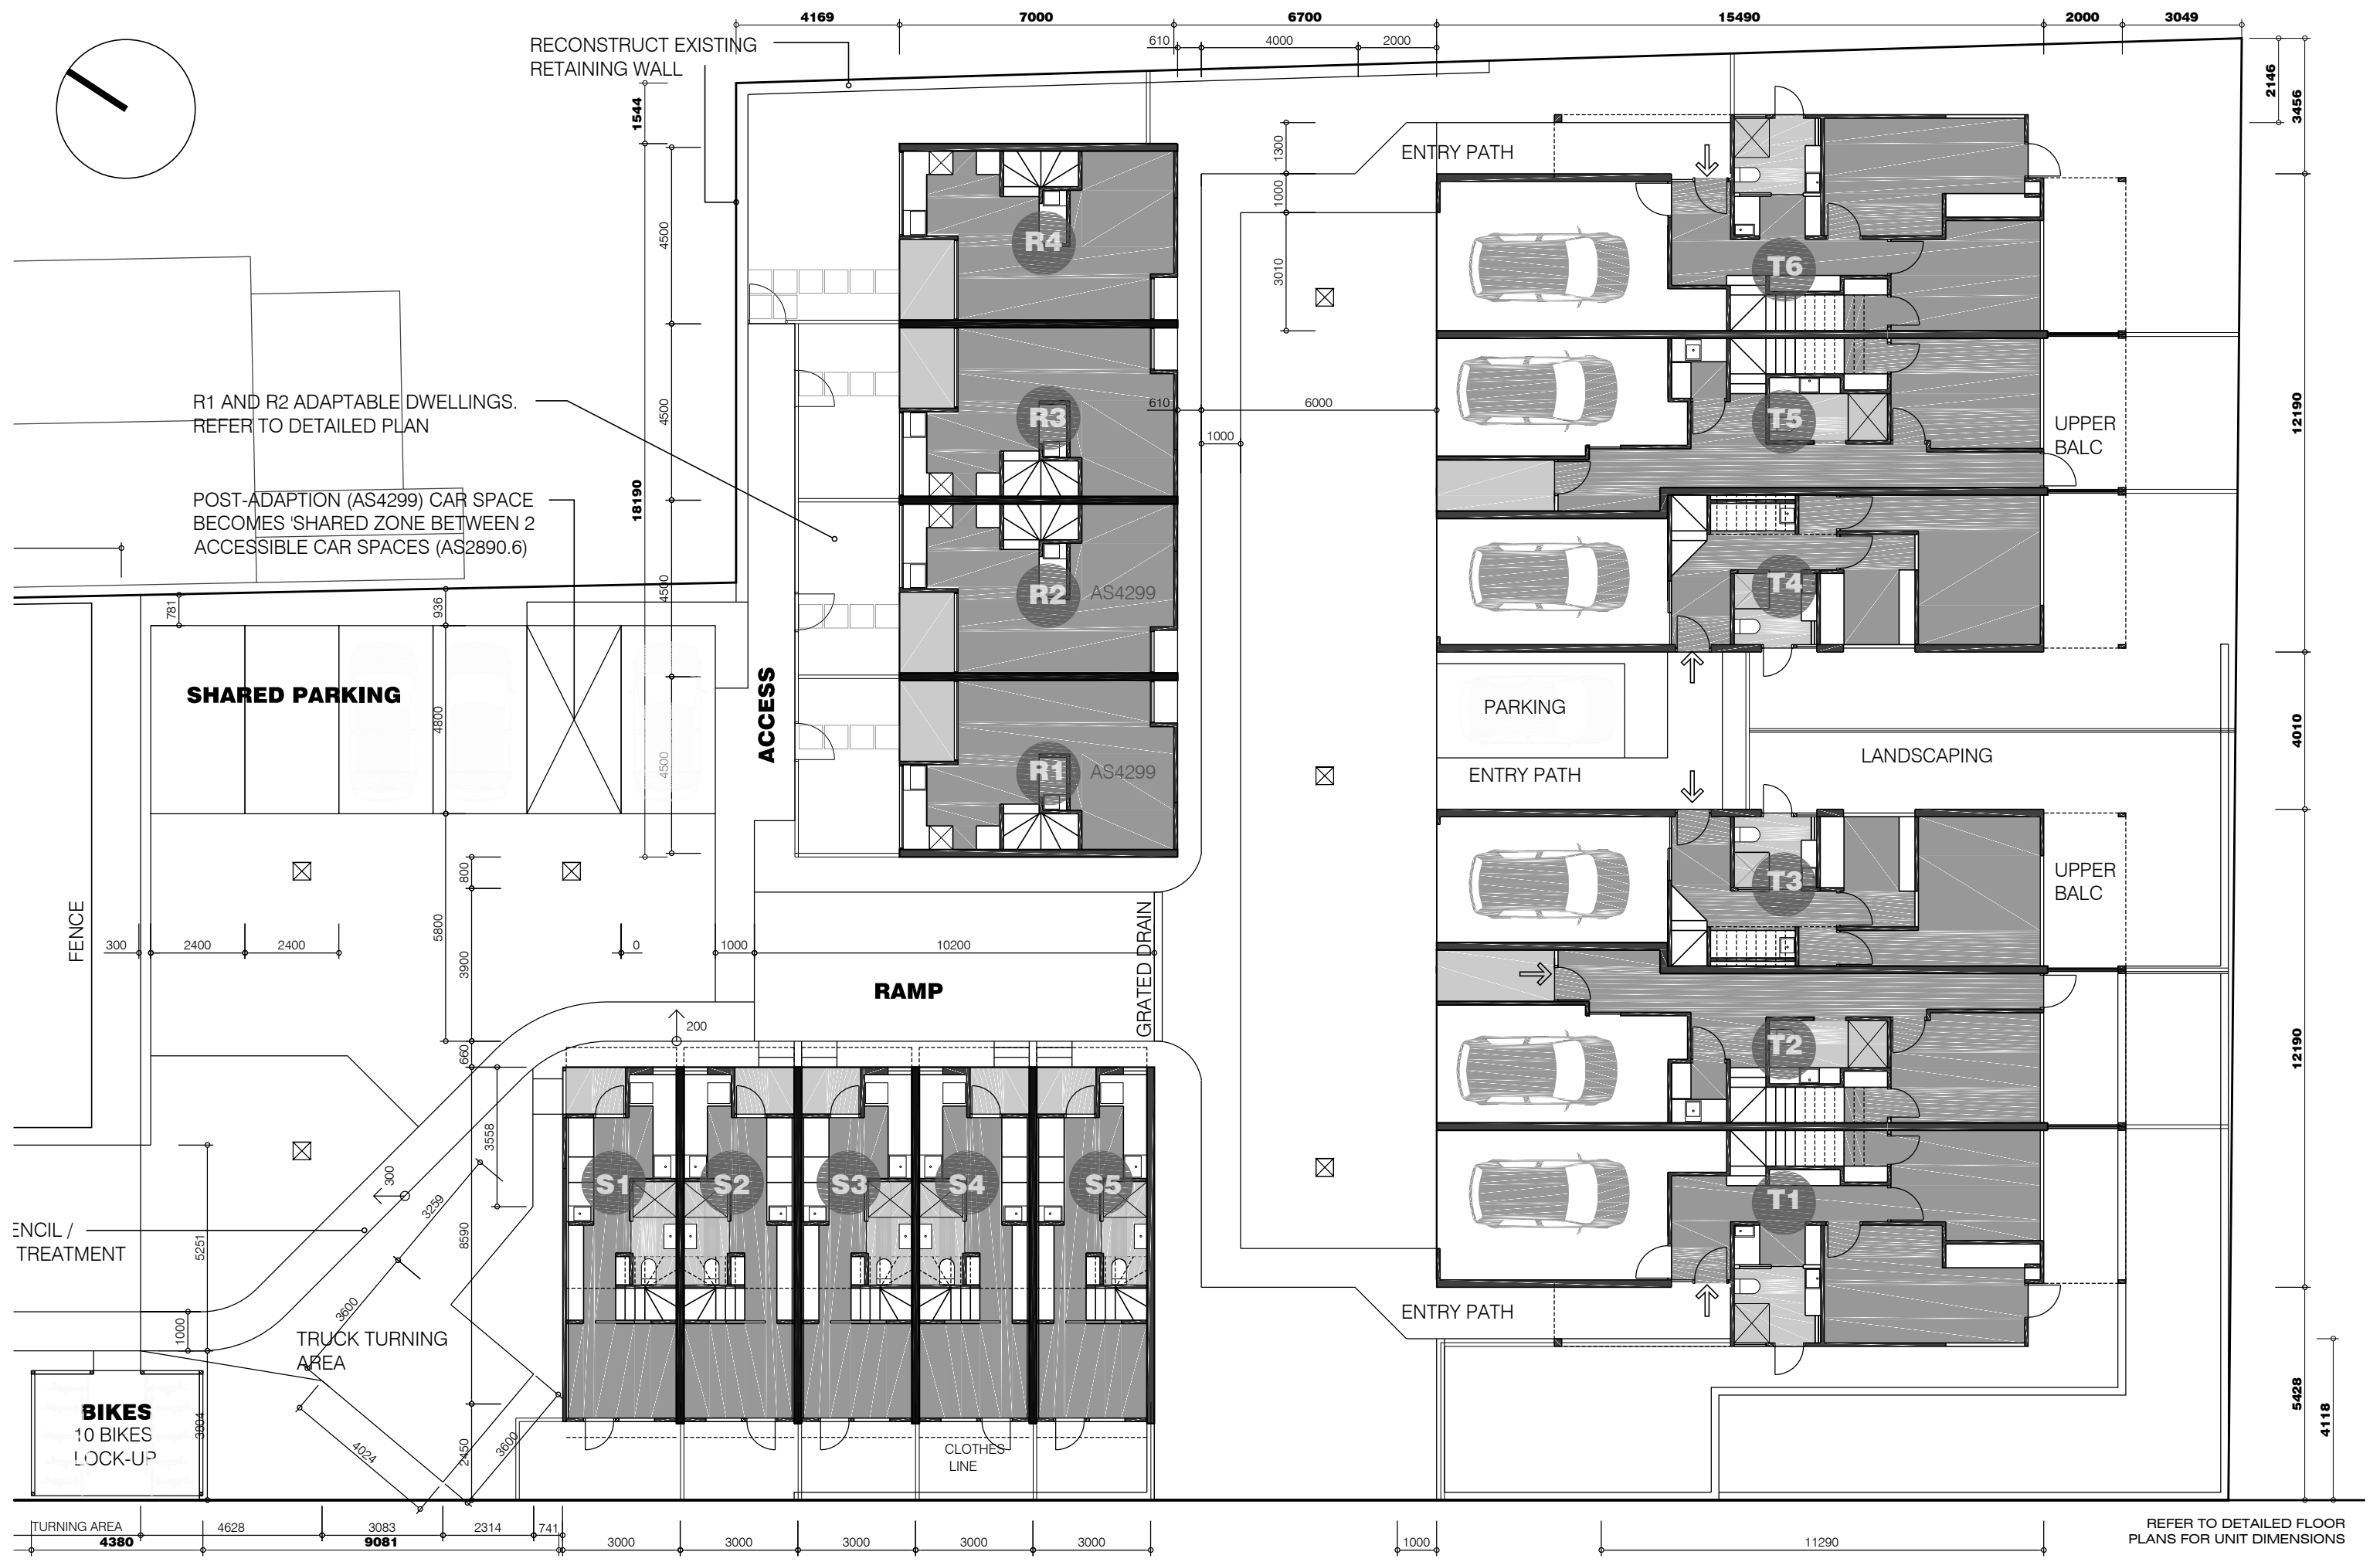 4169
7000
6700
15490
2000
3049
610
4000
2000
RECONSTRUCT EXISTING
RETAINING WALL
1544
2146
3456
1300
1000
3010
ENTRY PATH
4500
R4
T6
R1 AND R2 ADAPTABLE DWELLINGS.
REFER TO DETAILED PLAN
4500
R3
610
6000
1000
T5
UPPER
BALC
12190
18190
POST-ADAPTION (AS4299) CAR SPACE
BECOMES 'SHARED ZONE BETWEEN 2
ACCESSIBLE CAR SPACES (AS2890.6)
4500
R2
AS4299
T4
781
936
SHARED PARKING
4800
4500
ACCESS
R1
AS4299
PARKING
ENTRY PATH
LANDSCAPING
4010
800
5800
3900
T3
UPPER
BALC
FENCE
300
2400
2400
0
1000
10200
GRATED DRAIN
RAMP
200
660
T2
12190
3558
S1
S2
S3
S4
S5
T1
300
3259
8590
5251
ENCIL /
TREATMENT
3600
1000
TRUCK TURNING
AREA
ENTRY PATH
BIKES
10 BIKES
LOCK-UP
3804
4024
2450
3600
CLOTHES
LINE
5428
4118
TURNING AREA
4628
3083
2314
741
4380
9081
3000
3000
3000
3000
3000
1000
11290
REFER TO DETAILED FLOOR
PLANS FOR UNIT DIMENSIONS